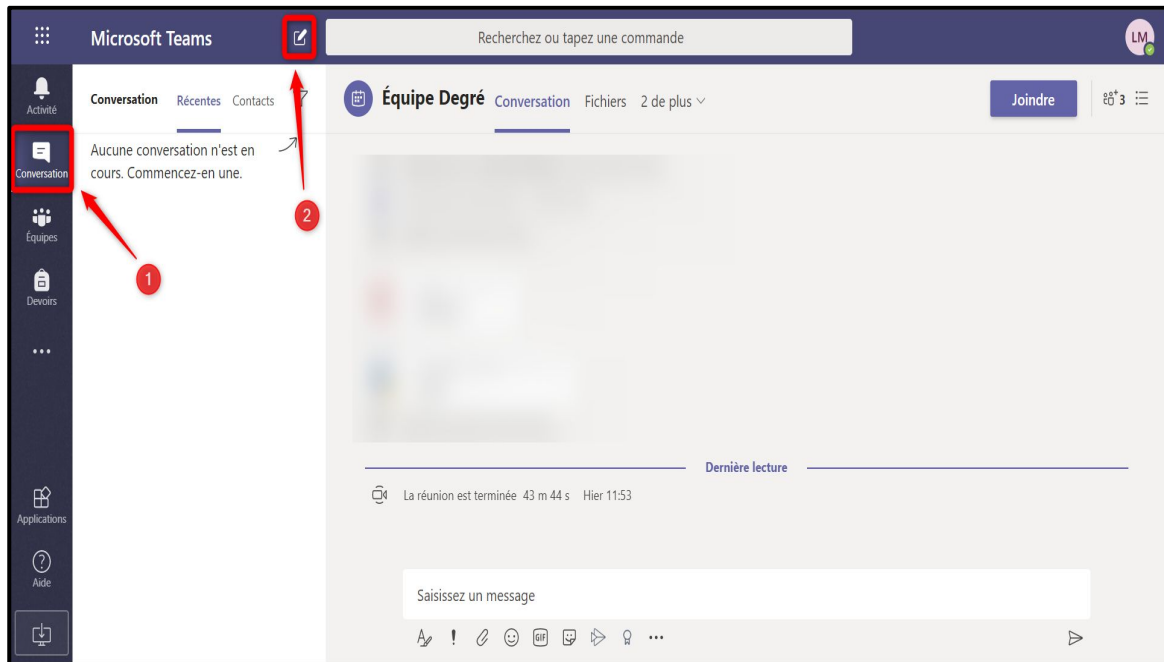 Microsoft Teams
Recherchez ou tapez une commande
LM
Activité
Conversation
Équipes
Devoirs
Applications
Aide
Conversation Récentes Contacts
Aucune conversation n'est en
cours. Commencez-en une.
1
2
Équipe Degré Conversation Fichiers 2 de plus
Joindre
3
Dernière lecture
La réunion est terminée 43 m 44 s Hier 11:53
Saisissez un message
GIF